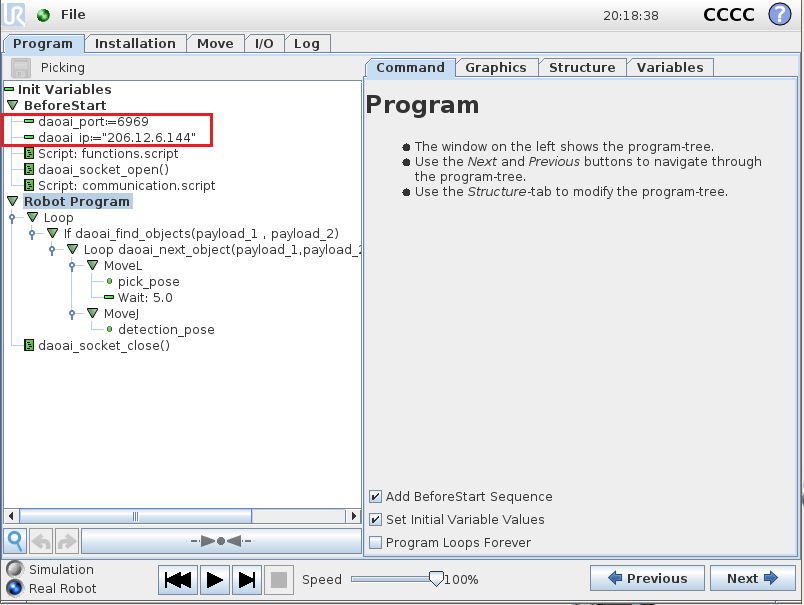 UR File 20:18:38 CCCC ?
Program Installation Move I/O Log
Picking
Command Graphics Structure Variables
Init Variables
BeforeStart
daoai_port:=6969
daoai_ip:="206.12.6.144"
Script: functions.script
daoai_socket_open()
Script: communication.script
Robot Program
Loop
If daoai_find_objects(payload_1 , payload_2)
Loop daoai_next_object(payload_1,payload_2
MoveL
pick_pose
Wait: 5.0
MoveJ
detection_pose
daoai_socket_close()
Program
The window on the left shows the program-tree.
Use the Next and Previous buttons to navigate through
the program-tree.
Use the Structure-tab to modify the program-tree.
Add BeforeStart Sequence
Set Initial Variable Values
Program Loops Forever
Simulation
Real Robot
Speed 100%
Previous Next